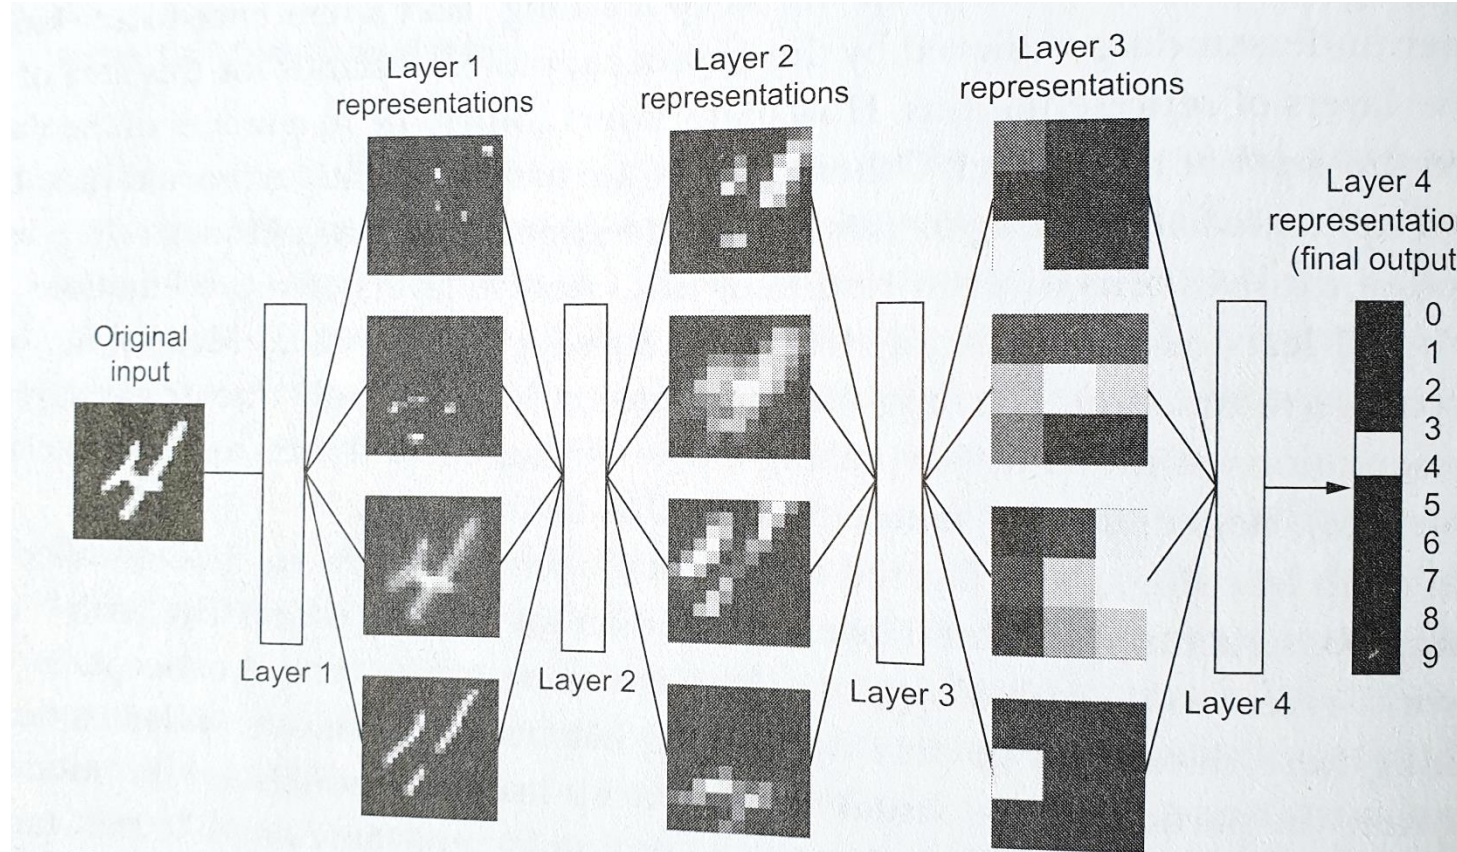 Layer 1
representations
Layer 2
representations
Layer 3
representations
Layer 4
representation
(final output
Original
input
Layer 1
Layer 2
Layer 3
Layer 4
0
1
2
3
4
5
6
7
8
9